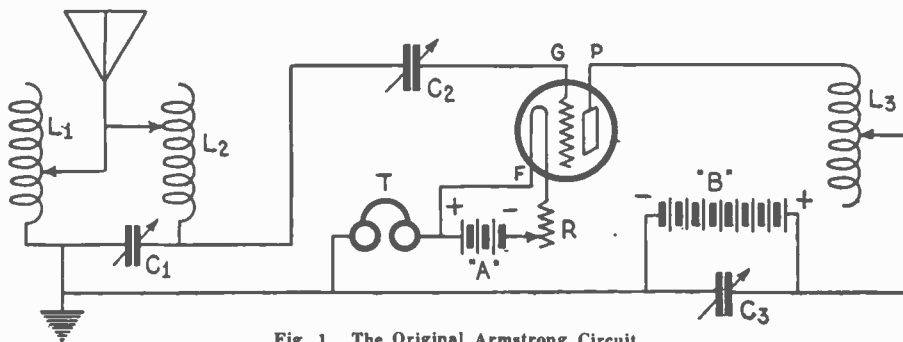 G P
C2
L1
L2
L3
F
T
"B"
- +
+ -
R
"A"
C1
C3
Fig. 1 The Original Armstrong Circuit